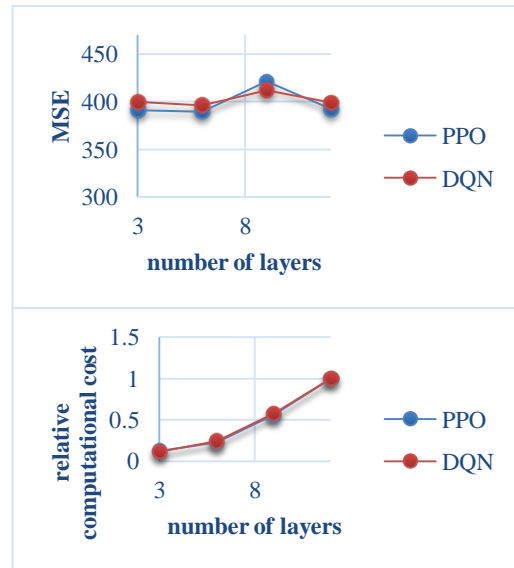 450
400
350
300
MSE
3 8
number of layers
PPO
DQN
1.5
1
0.5
0
relative
computational cost
3 8
number of layers
PPO
DQN